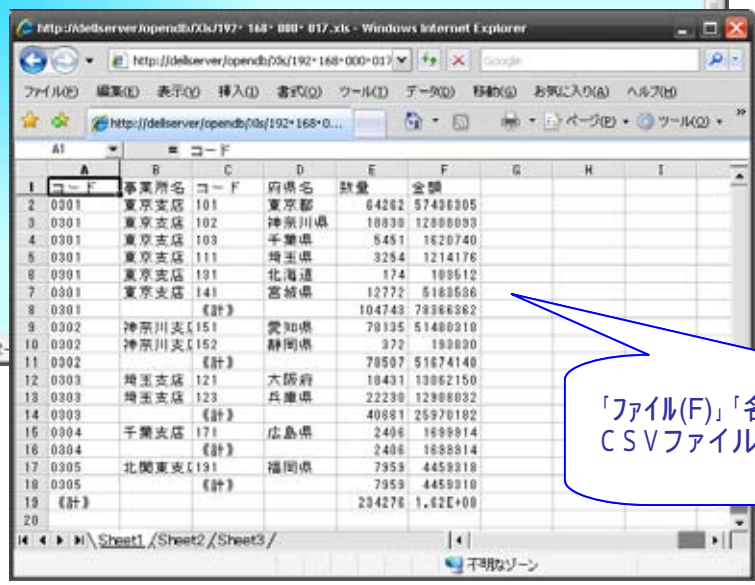 http://dellserver/opendb/Xls/192・168・000・017.xls - Windows Internet Explorer
http://dellserver/opendb/Xls/192・168・000・017
Google
ファイル(F) 編集(E) 表示(V) 挿入(I) 書式(O) ツール(T) データ(D) 移動(G) お気に入り(A) ヘルプ(H)
http://dellserver/opendb/Xls/192・168・0... ページ(P) ツール(O)
A1 = コード
A B C D E F G H I
1 コード 事業所名 コード 府県名 数量 金額
2 0301 東京支店 101 東京都 64262 57436305
3 0301 東京支店 102 神奈川県 18830 12808093
4 0301 東京支店 103 千葉県 5451 1620740
5 0301 東京支店 111 埼玉県 3254 1214176
6 0301 東京支店 131 北海道 174 103512
7 0301 東京支店 141 宮城県 12772 5183536
8 0301 《計》 104743 78366362
9 0302 神奈川支 151 愛知県 78135 51480310
10 0302 神奈川支 152 静岡県 372 193830
11 0302 《計》 78507 51674140
12 0303 埼玉支店 121 大阪府 18431 13062150
13 0303 埼玉支店 123 兵庫県 22230 12908032
14 0303 《計》 40661 25970182
15 0304 千葉支店 171 広島県 2406 1699914
16 0304 《計》 2406 1699914
17 0305 北関東支 191 福岡県 7959 4459318
18 0305 《計》 7959 4459318
19 《計》 234276 1.62E+08
20
Sheet1 Sheet2 Sheet3
不明なゾーン
「ファイル(F)」「名
CSVファイル